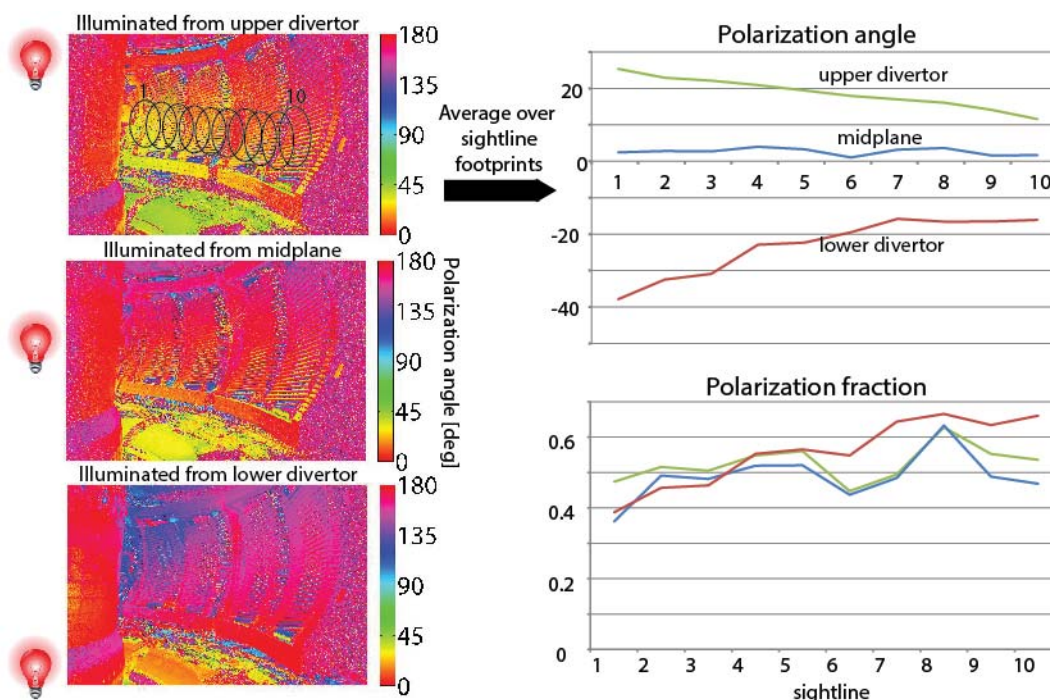 Illuminated from upper divertor
180
135
90
45
0
1
10
Illuminated from midplane
180
135
90
45
0
Polarization angle [deg]
Illuminated from lower divertor
180
135
90
45
0
Average over
sightline
footprints
Polarization angle
20
0
-20
-40
upper divertor
midplane
1 2 3 4 5 6 7 8 9 10
lower divertor
Polarization fraction
0.6
0.4
0.2
0
1 2 3 4 5 6 7 8 9 10
sightline